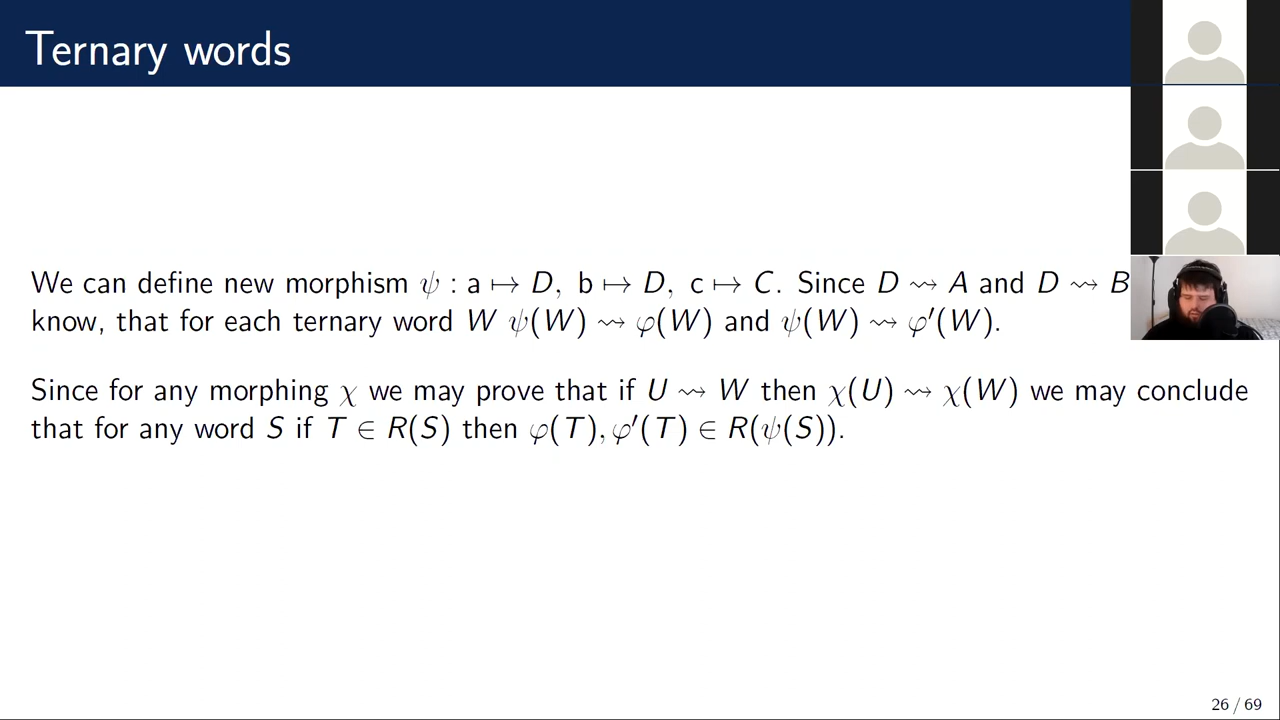 Ternary words
We can define new morphism ψ : a ↦ D, b ↦ D, c ↦ C. Since D ⇝ A and D ⇝ B
know, that for each ternary word W ψ(W) ⇝ φ(W) and ψ(W) ⇝ φ′(W).
Since for any morphing χ we may prove that if U ⇝ W then χ(U) ⇝ χ(W) we may conclude
that for any word S if T ∈ R(S) then φ(T), φ′(T) ∈ R(ψ(S)).
26 / 69